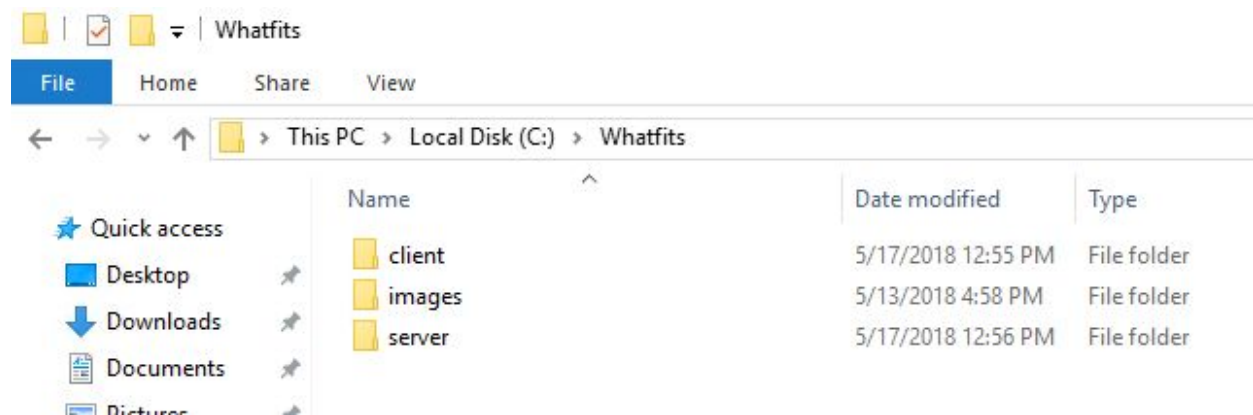 Whatfits
File Home Share View
This PC > Local Disk (C:) > Whatfits
Name Date modified Type
Quick access
Desktop
Downloads
Documents
Pictures
client 5/17/2018 12:55 PM File folder
images 5/13/2018 4:58 PM File folder
server 5/17/2018 12:56 PM File folder